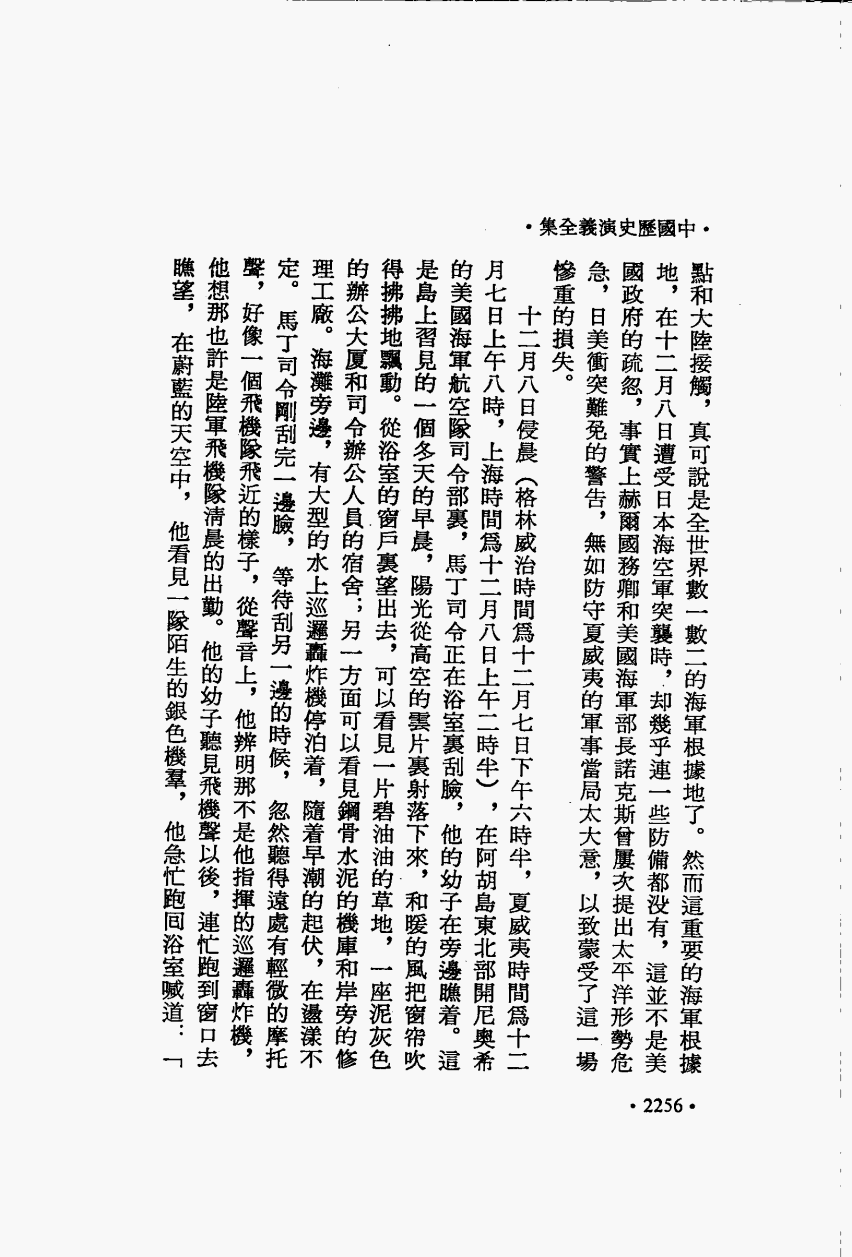 •中國歷史演義全集•
點和大陸接觸，真可說是全世界數一數二的海軍根據地了。然而這重要的海軍根據
地，在十二月八日遭受日本海空軍突襲時，却幾乎連一些防備都没有，這並不是美
國政府的疏忽，事實上赫爾國務卿和美國海軍部長諾克斯曾屢次提出太平洋形勢危
急，日美衝突難免的警告，無如防守夏威夷的軍事當局太大意，以致蒙受了這一場
慘重的損失。
十二月八日侵晨（格林威治時間爲十二月七日下午六時半，夏威夷時間爲十二
月七日上午八時，上海時間爲十二月八日上午二時半），在阿胡島東北部開尼奧希
的美國海軍航空隊司令部裏，馬丁司令正在浴室裏刮臉，他的幼子在旁邊瞧着。這
是島上習見的一個冬天的早晨，陽光從高空的雲片裏射落下來，和暖的風把窗帘吹
得拂拂地飄動。從浴室的窗戶裏望出去，可以看見一片碧油油的草地，一座泥灰色
的辦公大厦和司令辦公人員的宿舍；另一方面可以看見鋼骨水泥的機庫和岸旁的修
理工廠。海灘旁邊，有大型的水上巡邏轟炸機停泊着，隨着早潮的起伏，在盪漾不
定。馬丁司令剛刮完一邊臉，等待刮另一邊的時候，忽然聽得遠處有輕微的摩托
聲，好像一個飛機隊飛近的樣子，從聲音上，他辨明那不是他指揮的巡邏轟炸機，
他想那也許是陸軍飛機隊清晨的出勤。他的幼子聽見飛機聲以後，連忙跑到窗口去
瞧望，在蔚藍的天空中，他看見一隊陌生的銀色機羣，他急忙跑回浴室喊道：「
•2256•